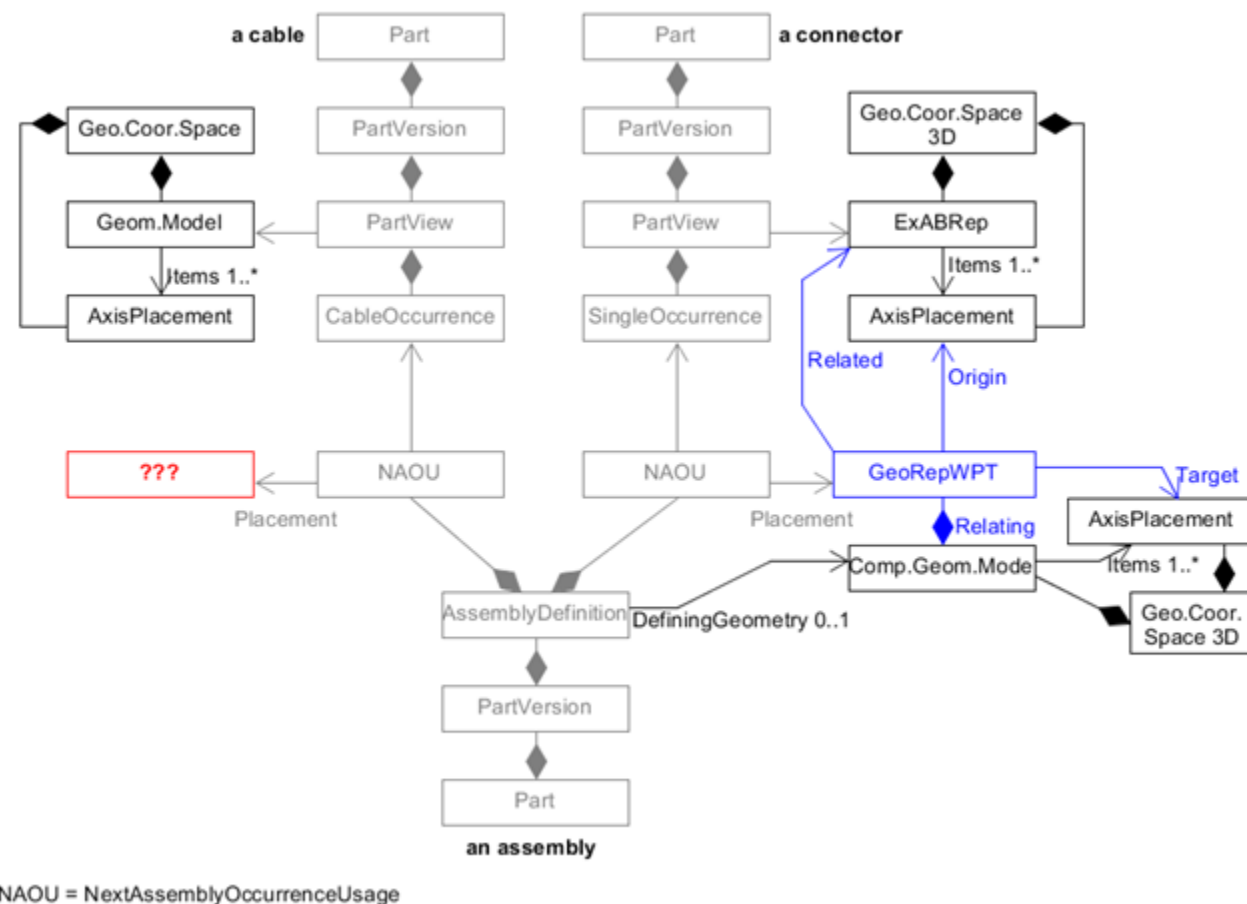 a cable
Part
Part
a connector
Geo.Coor.Space
PartVersion
PartVersion
Geo.Coor.Space
3D
Geom.Model
PartView
PartView
ExABRep
Items 1..*
Items 1..*
AxisPlacement
CableOccurrence
SingleOccurrence
AxisPlacement
Related
Origin
???
NAOU
NAOU
GeoRepWPT
Target
Placement
Placement
Relating
AxisPlacement
Comp.Geom.Mode
Items 1..*
AssemblyDefinition
DefiningGeometry 0..1
Geo.Coor.
Space 3D
PartVersion
Part
an assembly
NAOU = NextAssemblyOccurrenceUsage